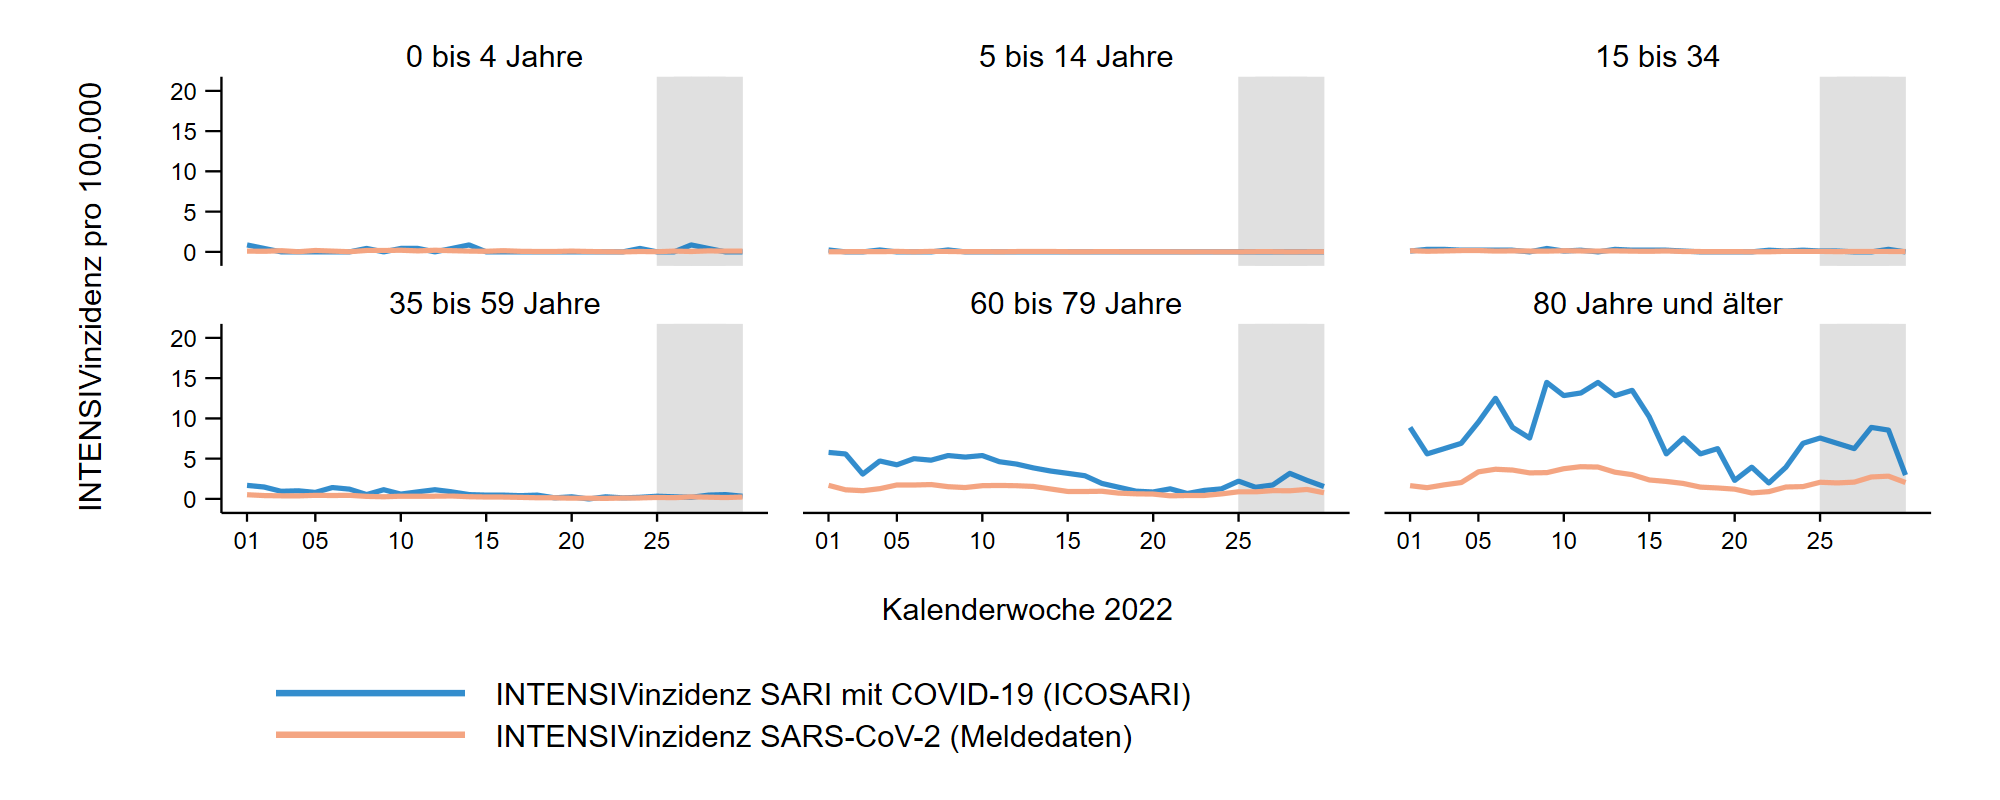 0 bis 4 Jahre
5 bis 14 Jahre
15 bis 34
INTENSIVinzidenz pro 100.000
20
15
10
5
0
35 bis 59 Jahre
60 bis 79 Jahre
80 Jahre und älter
20
15
10
5
0
01 05 10 15 20 25
01 05 10 15 20 25
01 05 10 15 20 25
Kalenderwoche 2022
INTENSIVinzidenz SARI mit COVID-19 (ICOSARI)
INTENSIVinzidenz SARS-CoV-2 (Meldedaten)